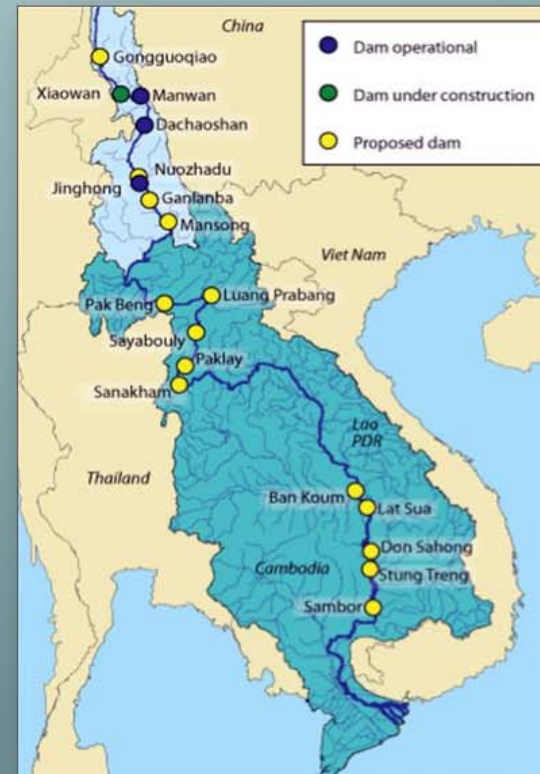 China
Dam operational
Dam under construction
Proposed dam
Gongguoqiao
Xiaowan
Manwan
Dachaoshan
Nuozhadu
Jinghong
Ganlanba
Mansong
Viet Nam
Pak Beng
Luang Prabang
Sayabouly
Paklay
Sanakham
Lao
PDR
Thailand
Ban Koum
Lat Sua
Don Sahong
Cambodia
Stung Treng
Sambor